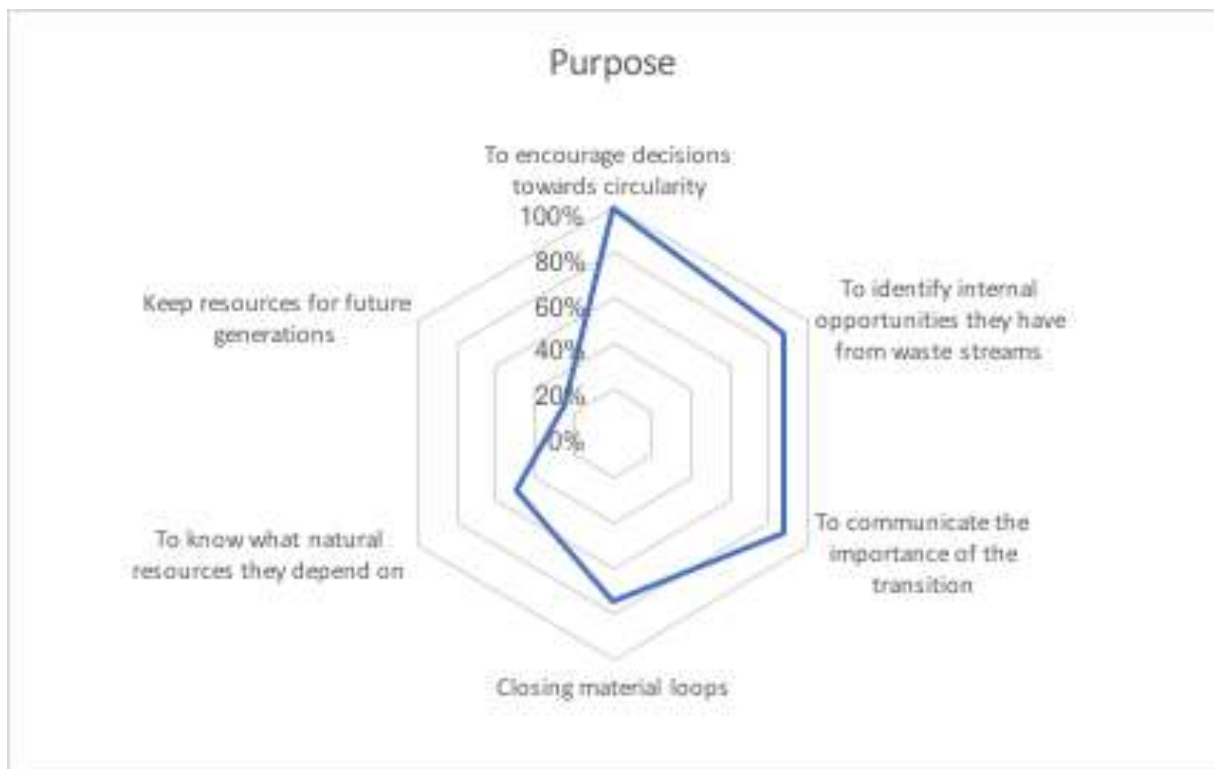 Purpose
To encourage decisions
towards circularity
100%
80%
60%
40%
20%
0%
To identify internal
opportunities they have
from waste streams
To communicate the
importance of the
transition
Closing material loops
To know what natural
resources they depend on
Keep resources for future
generations